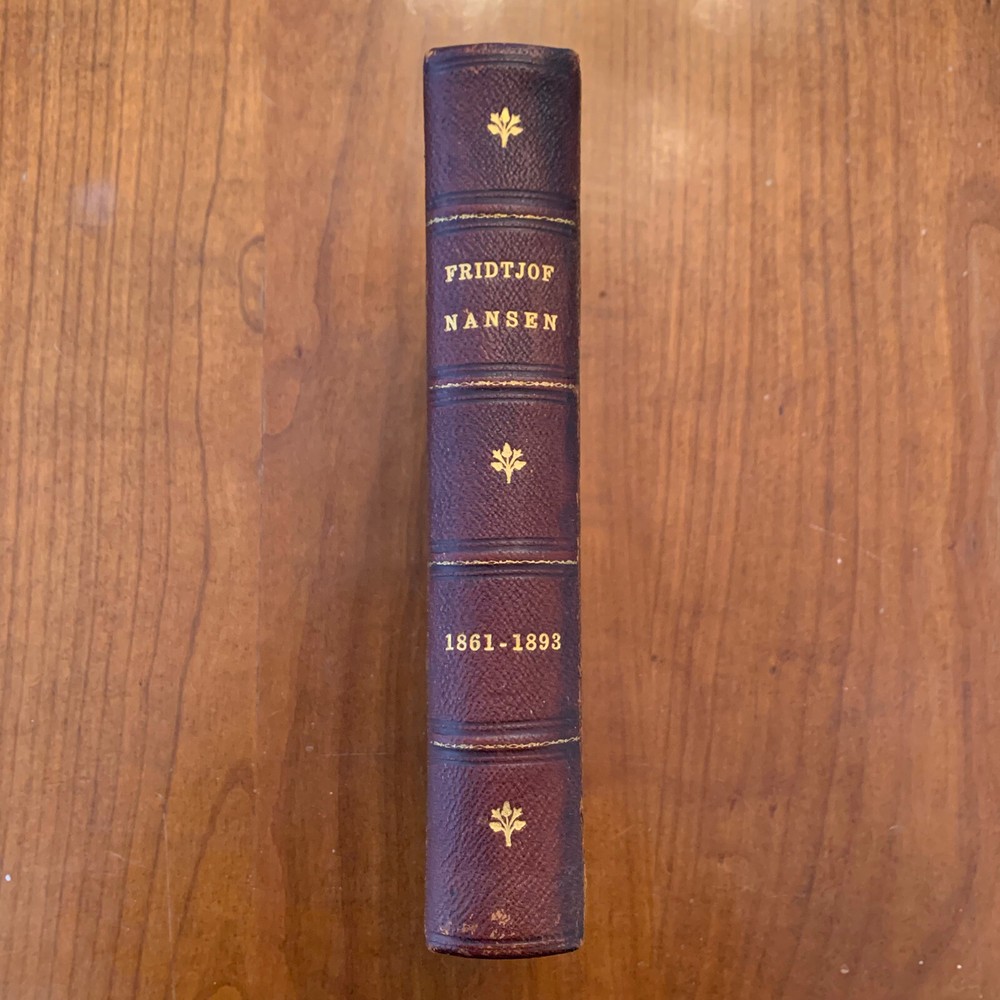 FRIDTJOF
NANSEN
1861-1893